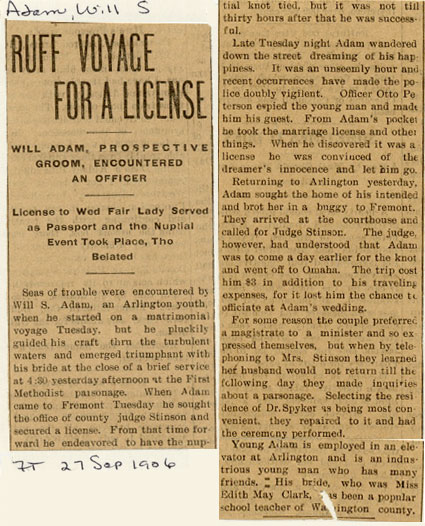 Adam, Will S
RUFF VOYAGE
FOR A LICENSE
WILL ADAM, PROSPECTIVE
GROOM, ENCOUNTERED
AN OFFICER
License to Wed Fair Lady Served
as Passport and the Nuptial
Event Took Place, Tho
Belated
Seas of trouble were encountered by
Will S. Adam, an Arlington youth,
when he started on a matrimonial
voyage Tuesday, but he pluckily
guided his craft thru the turbulent
waters and emerged triumphant with
his bride at the close of a brief service
at 4:30 yesterday afternoon at the First
Methodist parsonage. When Adam
came to Fremont Tuesday he sought
the office of county judge Stinson and
secured a license. From that time for-
ward he endeavored to have the nup-
FT 27 Sep 1906
tial knot tied, but it was not till
thirty hours after that he was success-
ful.
Late Tuesday night Adam wandered
down the street dreaming of his hap-
piness. It was an unseemly hour and
recent occurrences have made the po-
lice doubly vigilent. Officer Otto Pe-
terson espied the young man and made
him his guest. From Adam's pocket
he took the marriage license and other
things. When he discovered it was a
license he was convinced of the
dreamer's innocence and let him go.
Returning to Arlington yesterday,
Adam sought the home of his intended
and brot her in a buggy to Fremont.
They arrived at the courthouse and
called for Judge Stinson. The judge,
however, had understood that Adam
was to come a day earlier for the knot
and went off to Omaha. The trip cost
him $3 in addition to his traveling
expenses, for it lost him the chance to
officiate at Adam's wedding.
For some reason the couple preferred
a magistrate to a minister and so ex-
pressed themselves, but when by tele-
phoning to Mrs. Stinson they learned
her husband would not return till the
following day they made inquiries
about a parsonage. Selecting the resi-
dence of Dr. Spyker as being most con-
venient, they repaired to it and had
the ceremony performed.
Young Adam is employed in an elev-
ator at Arlington and is an indus-
trious young man who has many
friends. His bride, who was Miss
Edith May Clark, has been a popular
school teacher of Washington county.